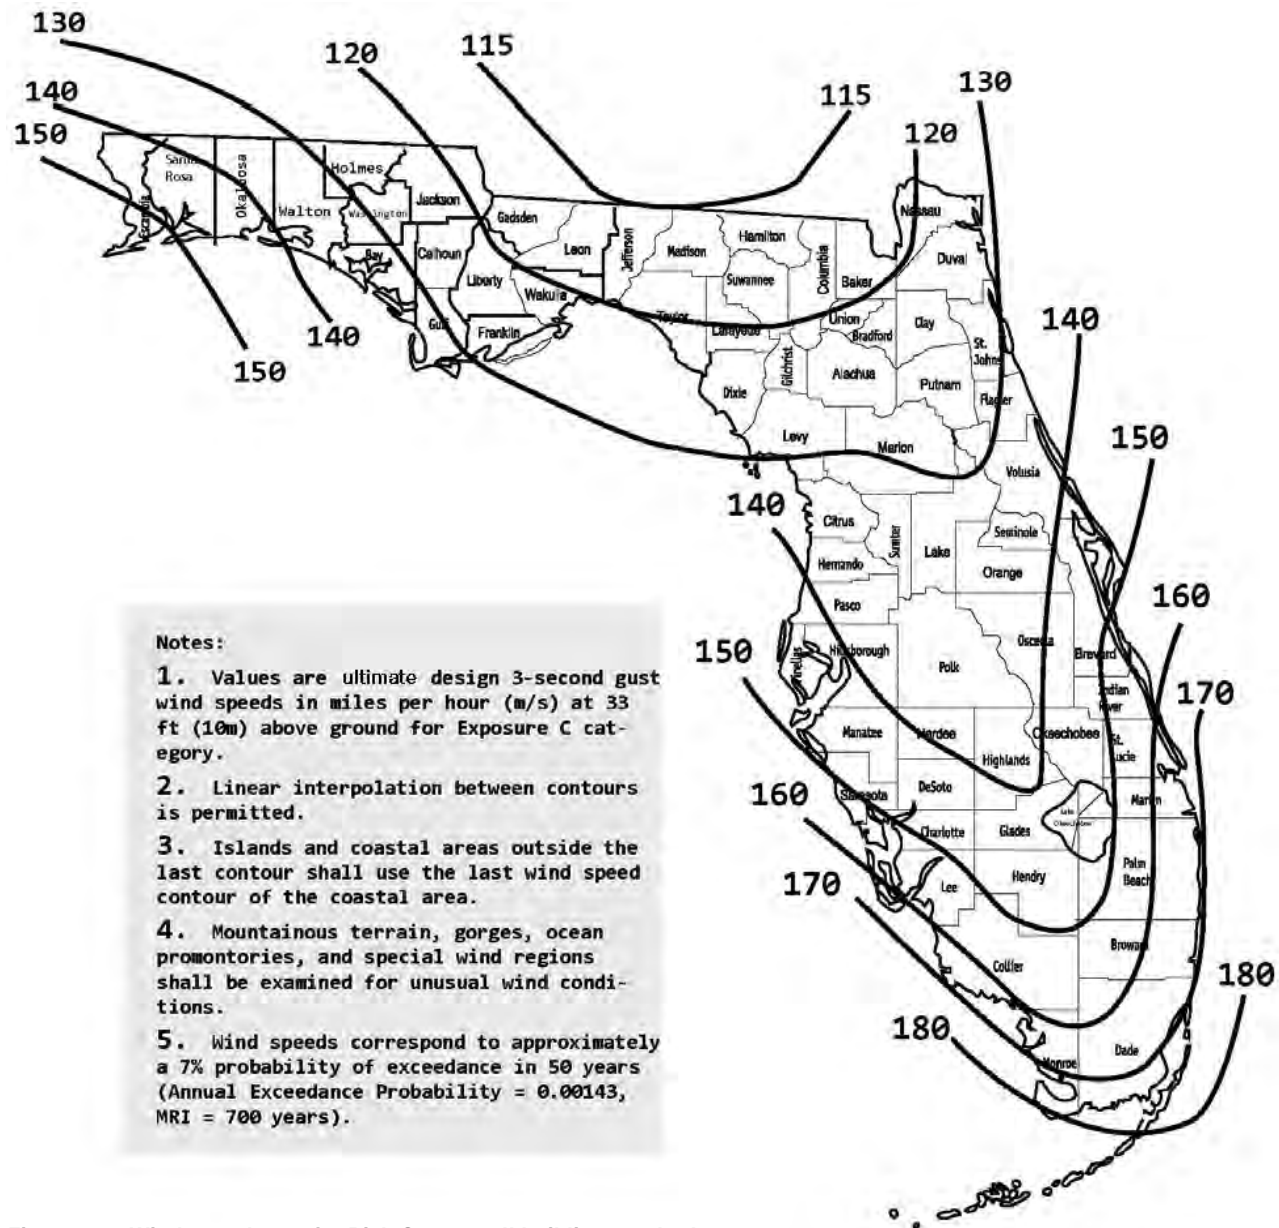 130
120
115
115
130
140
150
120
Santa
Rosa
Okaloosa
Holmes
Escambia
Walton
Washington
Jackson
Bay
Calhoun
Gulf
Liberty
Gadsden
Leon
Wakulla
Franklin
Jefferson
Madison
Hamilton
Suwannee
Taylor
Lafayette
Columbia
Baker
Nassau
Duval
Union
Bradford
Clay
St.
Johns
Dixie
Gilchrist
Alachua
Putnam
Flagler
Levy
Marion
Volusia
140
150
140
150
140
Citrus
Sumter
Lake
Seminole
Hernando
Orange
Pasco
160
150
Pinellas
Hillsborough
Polk
Osceola
Brevard
Indian
River
170
Manatee
Hardee
Highlands
Okeechobee
St.
Lucie
160
Sarasota
DeSoto
Martin
Lake
Okeechobee
Charlotte
Glades
170
Lee
Hendry
Palm
Beach
Collier
Broward
180
180
Monroe
Dade
Notes:
1. Values are ultimate design 3-second gust
wind speeds in miles per hour (m/s) at 33
ft (10m) above ground for Exposure C cat-
egory.
2. Linear interpolation between contours
is permitted.
3. Islands and coastal areas outside the
last contour shall use the last wind speed
contour of the coastal area.
4. Mountainous terrain, gorges, ocean
promontories, and special wind regions
shall be examined for unusual wind condi-
tions.
5. Wind speeds correspond to approximately
a 7% probability of exceedance in 50 years
(Annual Exceedance Probability = 0.00143,
MRI = 700 years).